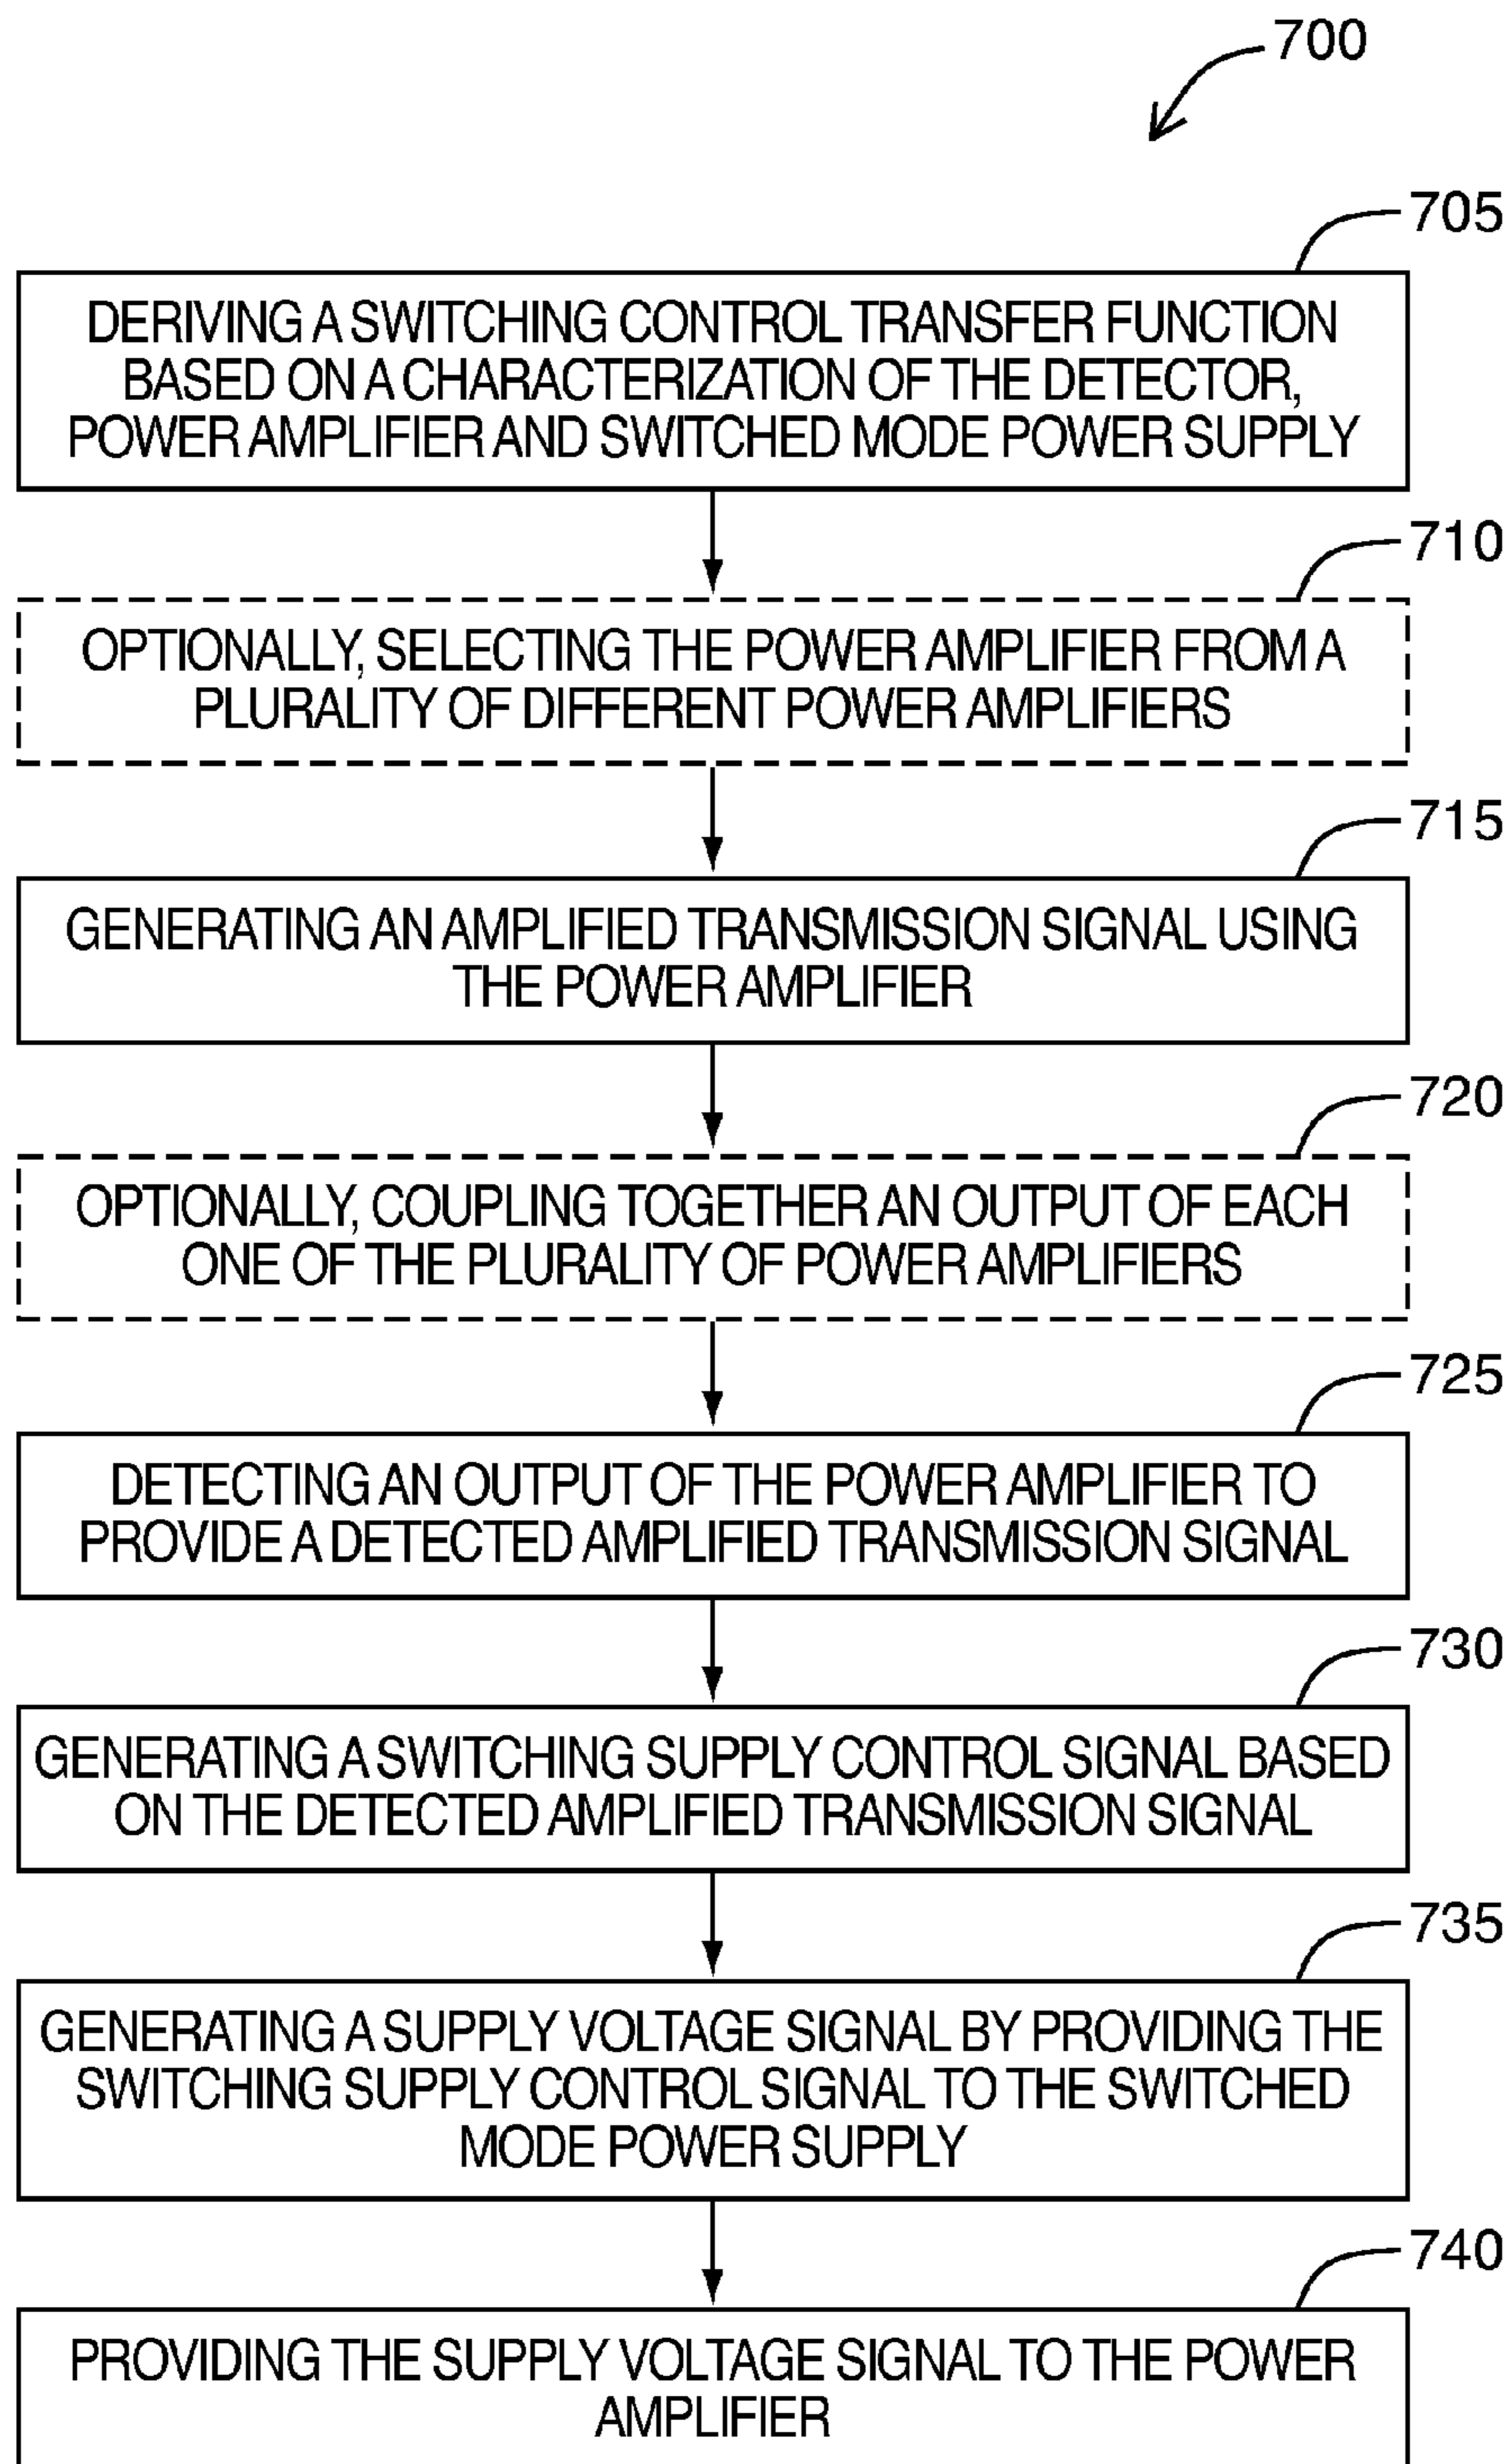 700
705
DERIVING A SWITCHING CONTROL TRANSFER FUNCTION
BASED ON A CHARACTERIZATION OF THE DETECTOR,
POWER AMPLIFIER AND SWITCHED MODE POWER SUPPLY
710
OPTIONALLY, SELECTING THE POWER AMPLIFIER FROM A
PLURALITY OF DIFFERENT POWER AMPLIFIERS
715
GENERATING AN AMPLIFIED TRANSMISSION SIGNAL USING
THE POWER AMPLIFIER
720
OPTIONALLY, COUPLING TOGETHER AN OUTPUT OF EACH
ONE OF THE PLURALITY OF POWER AMPLIFIERS
725
DETECTING AN OUTPUT OF THE POWER AMPLIFIER TO
PROVIDE A DETECTED AMPLIFIED TRANSMISSION SIGNAL
730
GENERATING A SWITCHING SUPPLY CONTROL SIGNAL BASED
ON THE DETECTED AMPLIFIED TRANSMISSION SIGNAL
735
GENERATING A SUPPLY VOLTAGE SIGNAL BY PROVIDING THE
SWITCHING SUPPLY CONTROL SIGNAL TO THE SWITCHED
MODE POWER SUPPLY
740
PROVIDING THE SUPPLY VOLTAGE SIGNAL TO THE POWER
AMPLIFIER